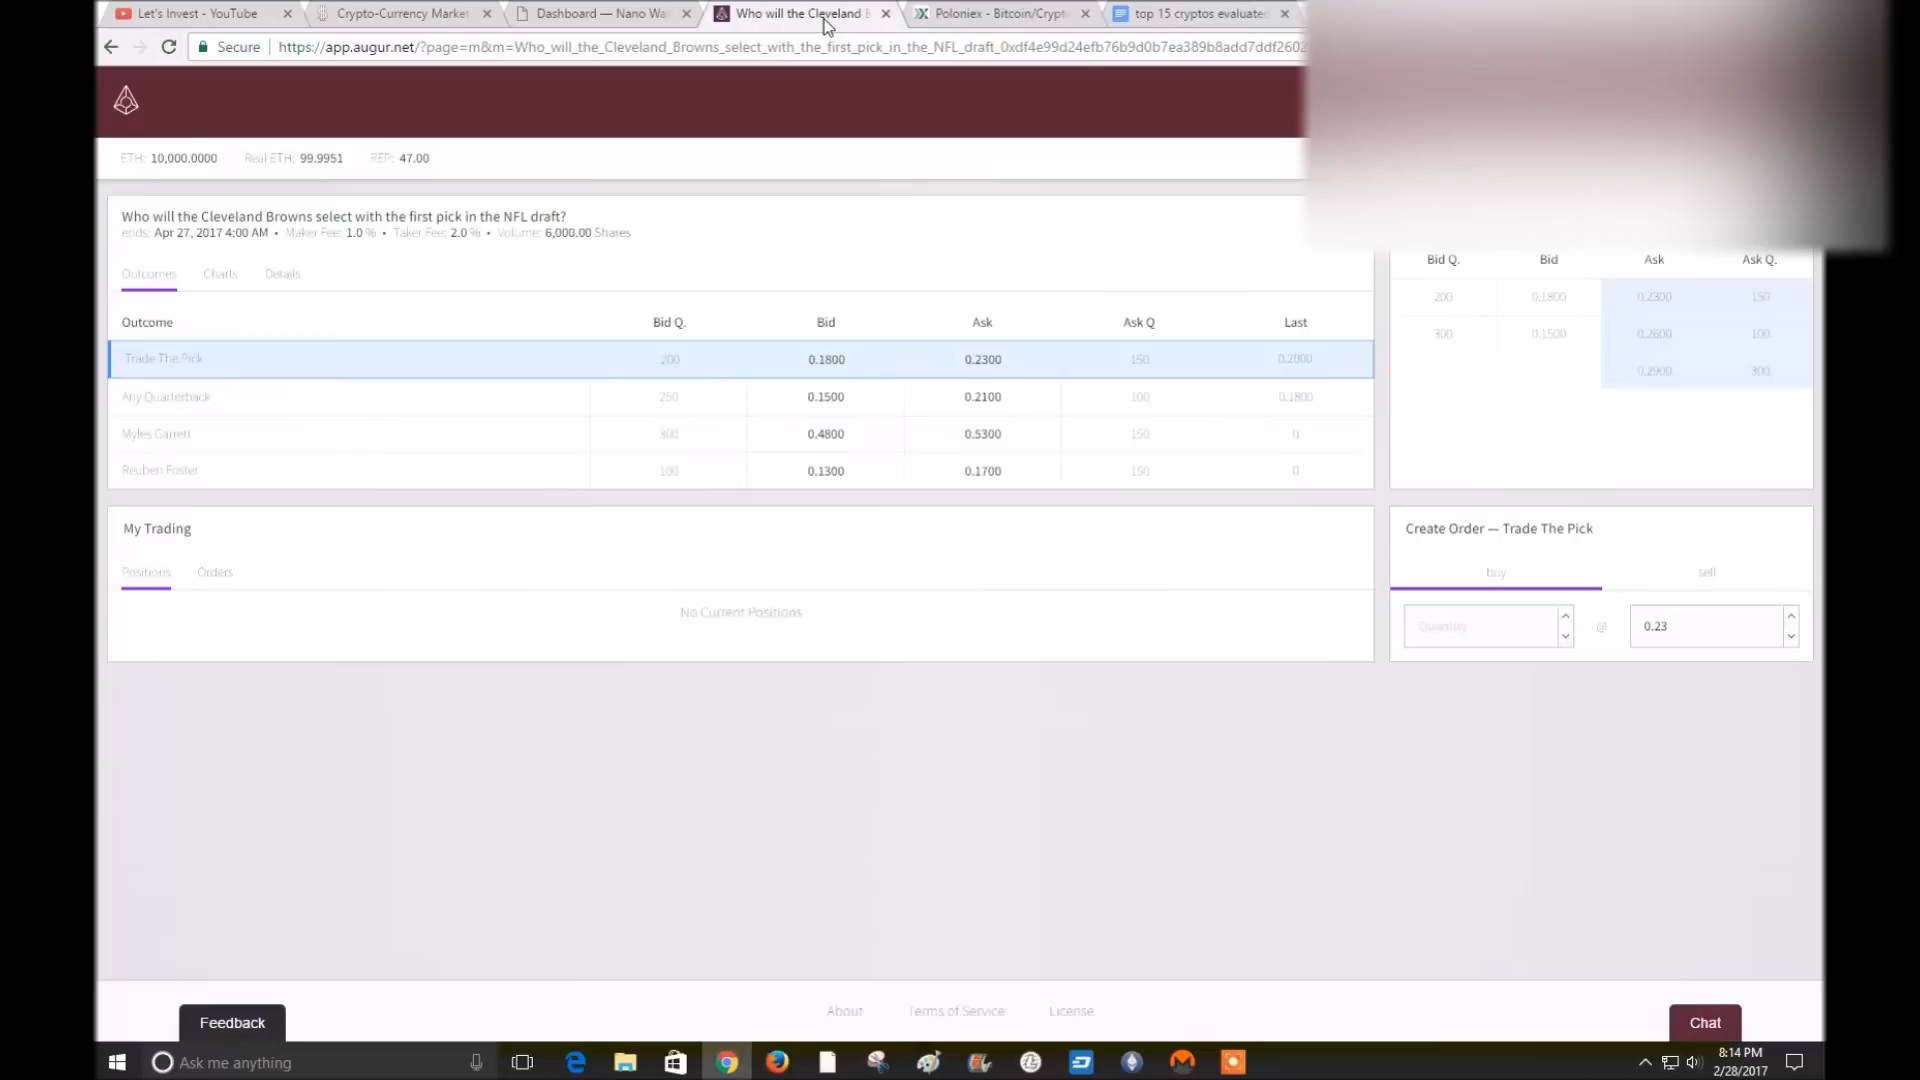 Let's Invest - YouTube
Crypto-Currency Market
Dashboard — Nano Wa
Who will the Cleveland B
Poloniex - Bitcoin/Crypt
top 15 cryptos evaluated
Secure
https://app.augur.net/?page=m&m=Who_will_the_Cleveland_Browns_select_with_the_first_pick_in_the_NFL_draft_0xdf4e99d24efb76b9d0b7ea389b8add7ddf2602
ETH: 10,000.0000 Real ETH: 99.9951 REP: 47.00
Who will the Cleveland Browns select with the first pick in the NFL draft?
ends: Apr 27, 2017 4:00 AM • Maker Fee: 1.0 % • Taker Fee: 2.0 % • Volume: 6,000.00 Shares
Outcomes Charts Details
Outcome Bid Q. Bid Ask Ask Q Last
Trade The Pick 200 0.1800 0.2300 150 0.2000
Any Quarterback 250 0.1500 0.2100 100 0.1800
Myles Garrett 300 0.4800 0.5300 150 0
Reuben Foster 100 0.1300 0.1700 150 0
Bid Q. Bid Ask Ask Q.
200 0.1800 0.2300 150
300 0.1500 0.2600 100
0.2900 300
My Trading
Positions Orders
No Current Positions
Create Order — Trade The Pick
buy sell
Quantity @ 0.23
About Terms of Service License
Feedback
Chat
Ask me anything
8:14 PM
2/28/2017